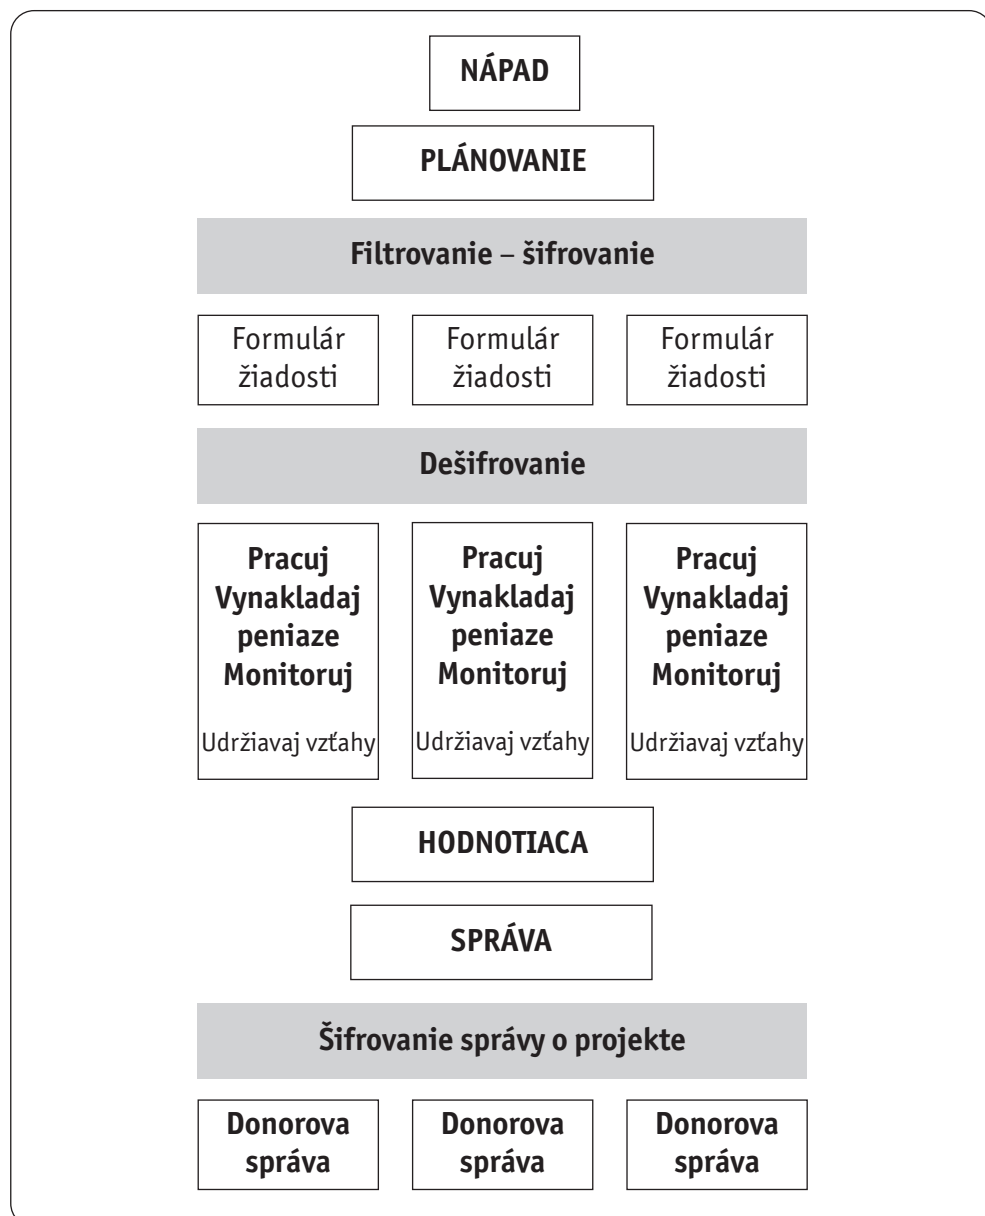 NÁPAD
PLÁNOVANIE
Filtrovanie – šifrovanie
Formulár
žiadosti
Formulár
žiadosti
Formulár
žiadosti
Dešifrovanie
Pracuj
Vynakladaj
peniaze
Monitoruj
Udržiavaj vzťahy
Pracuj
Vynakladaj
peniaze
Monitoruj
Udržiavaj vzťahy
Pracuj
Vynakladaj
peniaze
Monitoruj
Udržiavaj vzťahy
HODNOTIACA
SPRÁVA
Šifrovanie správy o projekte
Donorova
správa
Donorova
správa
Donorova
správa